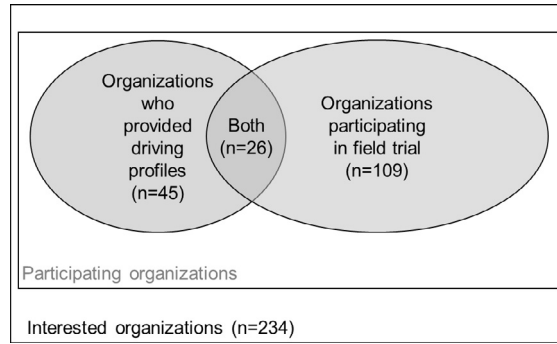 Organizations
who
provided
driving
profiles
(n=45)
Both
(n=26)
Organizations
participating
in field trial
(n=109)
Participating organizations
Interested organizations (n=234)